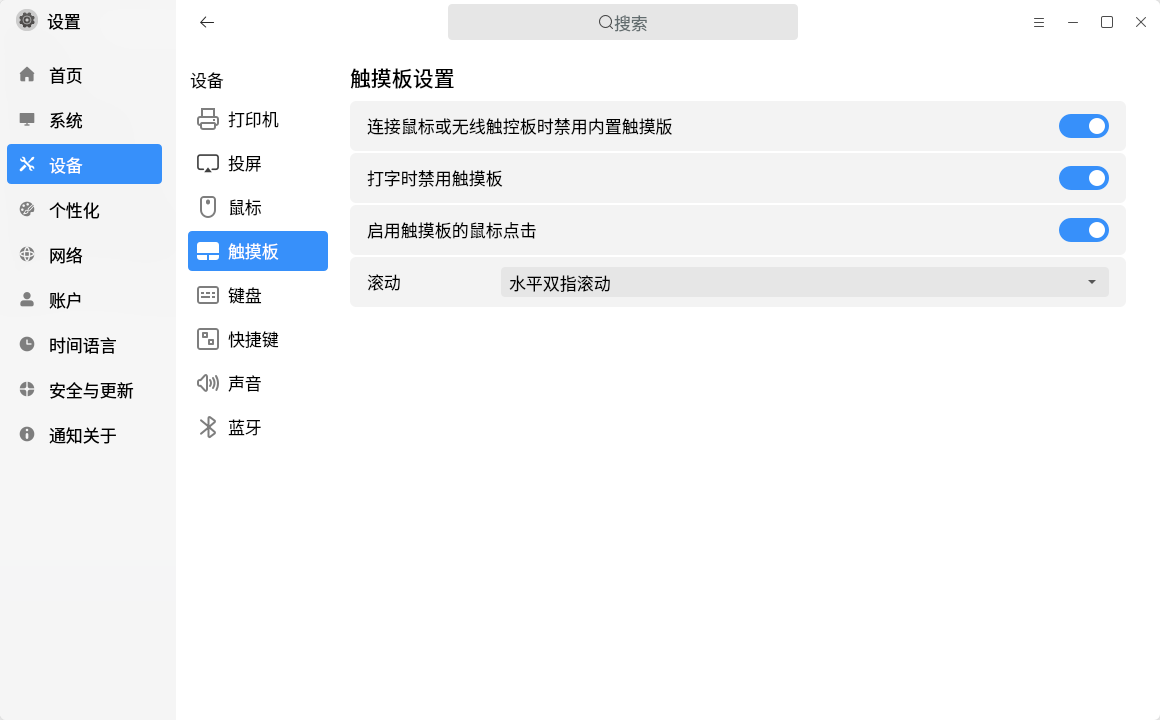 设置
搜索
首页
系统
设备
个性化
网络
账户
时间语言
安全与更新
通知关于
设备
打印机
投屏
鼠标
触摸板
键盘
快捷键
声音
蓝牙
触摸板设置
连接鼠标或无线触控板时禁用内置触摸版
打字时禁用触摸板
启用触摸板的鼠标点击
滚动 水平双指滚动